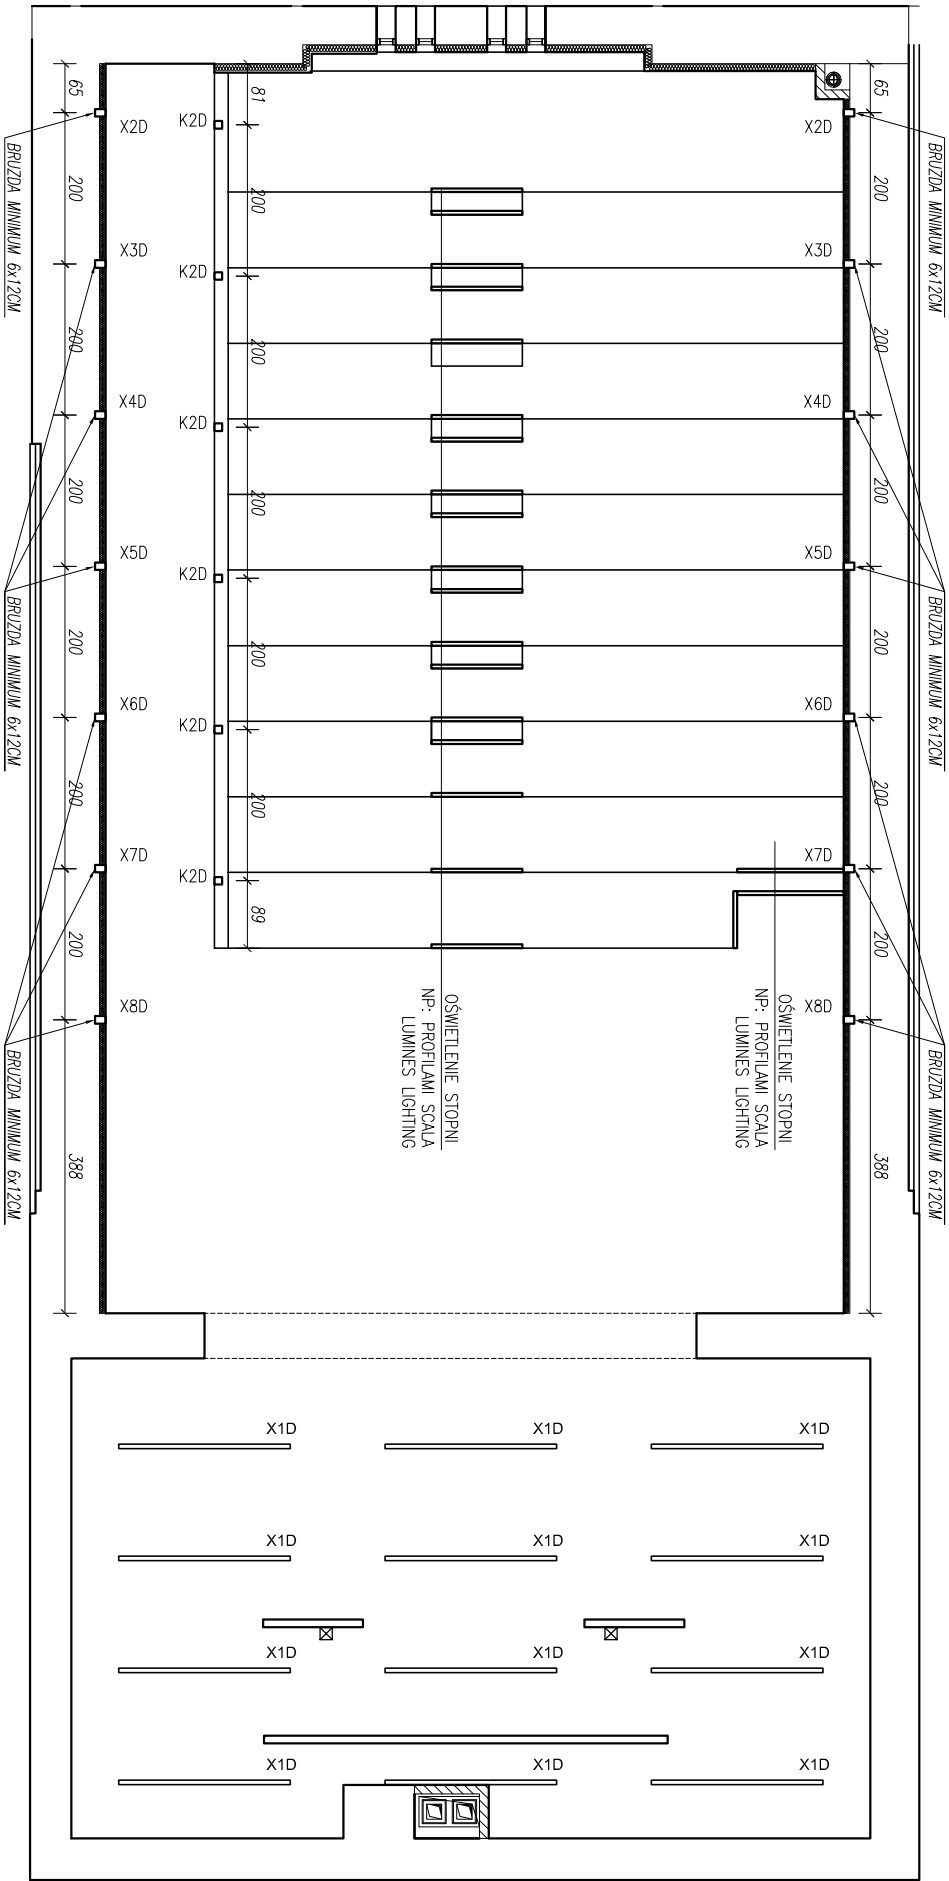 65
81
65
X2D
K2D
X2D
BRUZDA MINIMUM 6x12CM
BRUZDA MINIMUM 6x12CM
200
200
200
X3D
K2D
X3D
200
200
200
X4D
K2D
X4D
200
200
200
X5D
K2D
X5D
BRUZDA MINIMUM 6x12CM
BRUZDA MINIMUM 6x12CM
200
200
200
X6D
K2D
X6D
200
200
200
X7D
K2D
X7D
89
200
200
X8D
X8D
OŚWIETLENIE STOPNI
NP: PROFILAMI SCALA
LUMINES LIGHTING
OŚWIETLENIE STOPNI
NP: PROFILAMI SCALA
LUMINES LIGHTING
BRUZDA MINIMUM 6x12CM
BRUZDA MINIMUM 6x12CM
388
388
X1D
X1D
X1D
X1D
X1D
X1D
X1D
X1D
X1D
X1D
X1D
X1D